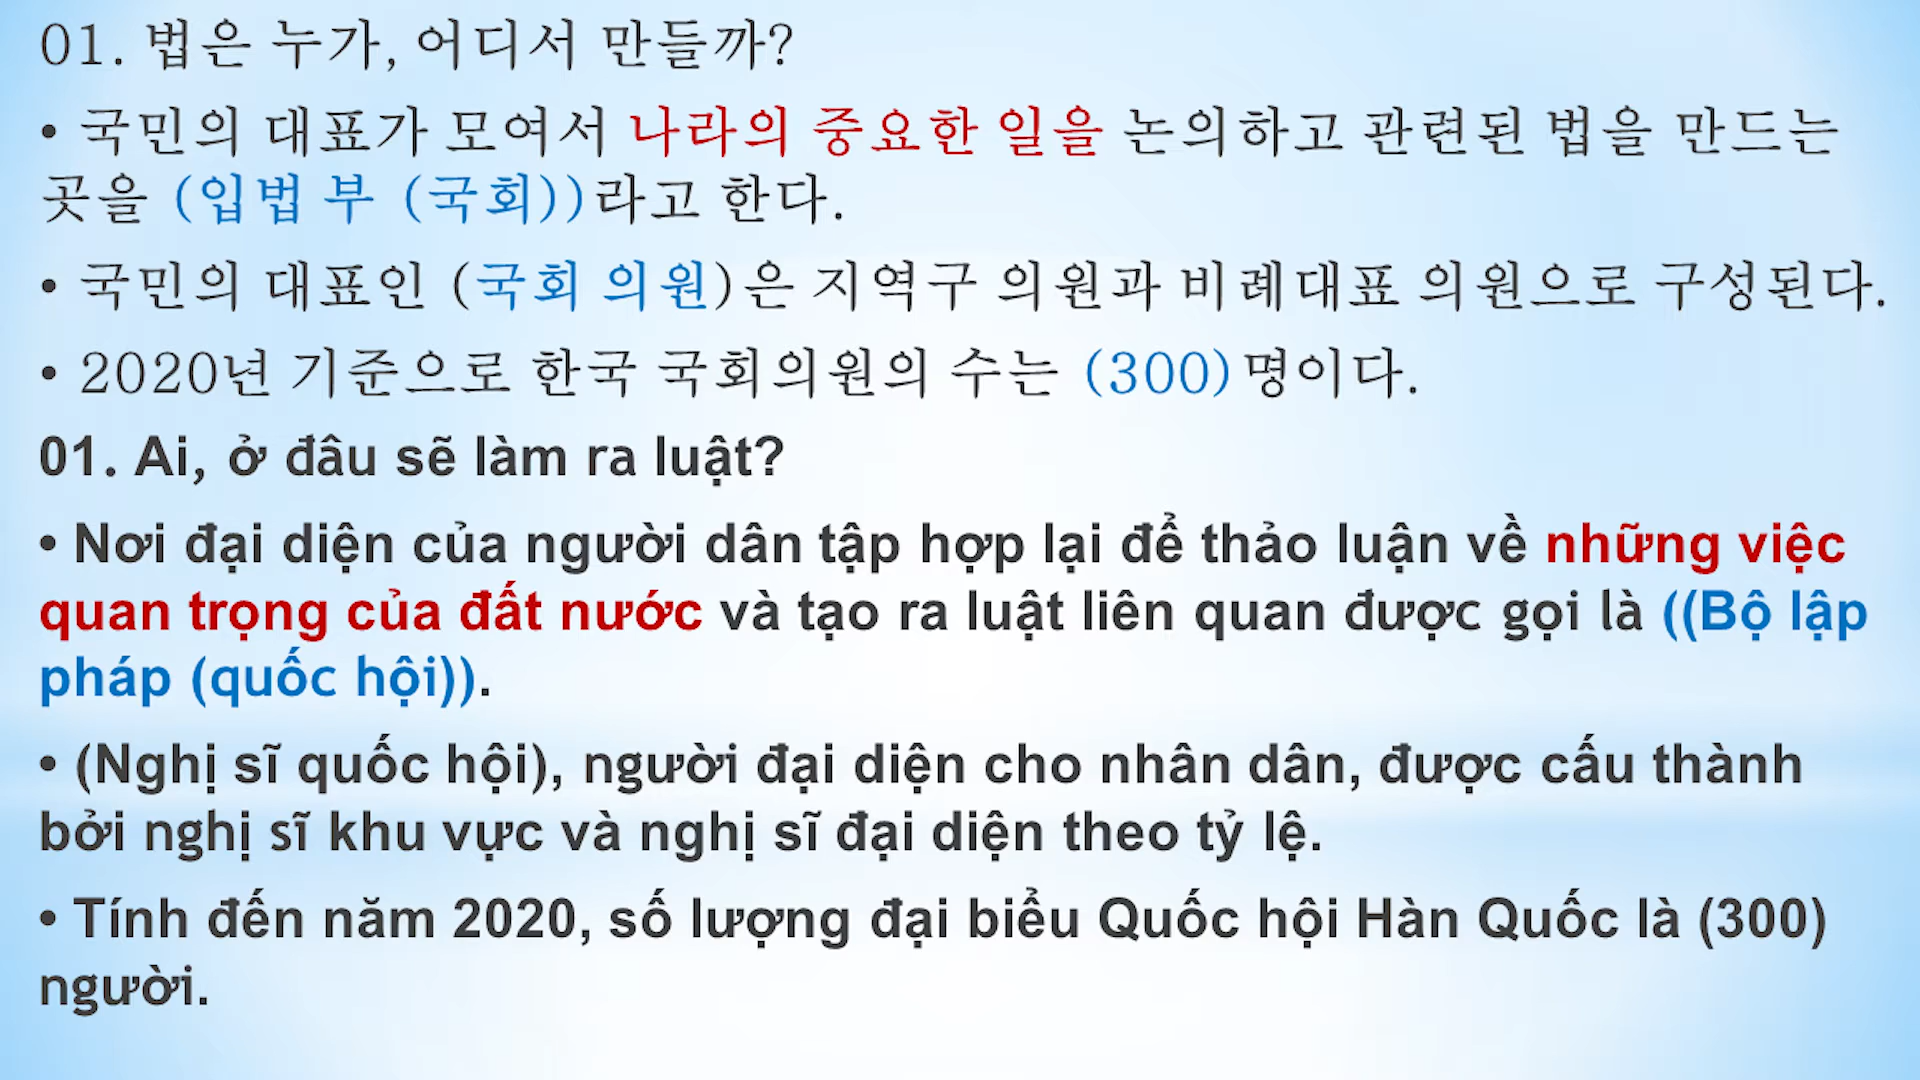 01. 법은 누가, 어디서 만들까?
• 국민의 대표가 모여서 나라의 중요한 일을 논의하고 관련된 법을 만드는
곳을 (입법 부 (국회))라고 한다.
• 국민의 대표인 (국회 의원)은 지역구 의원과 비례대표 의원으로 구성된다.
• 2020년 기준으로 한국 국회의원의 수는 (300)명이다.
01. Ai, ở đâu sẽ làm ra luật?
• Nơi đại diện của người dân tập hợp lại để thảo luận về những việc
quan trọng của đất nước và tạo ra luật liên quan được gọi là ((Bộ lập
pháp (quốc hội)).
• (Nghị sĩ quốc hội), người đại diện cho nhân dân, được cấu thành
bởi nghị sĩ khu vực và nghị sĩ đại diện theo tỷ lệ.
• Tính đến năm 2020, số lượng đại biểu Quốc hội Hàn Quốc là (300)
người.